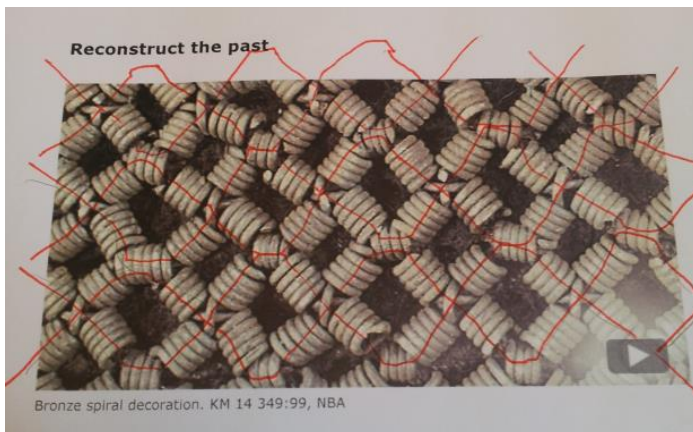 Reconstruct the past
Bronze spiral decoration. KM 14 349:99, NBA